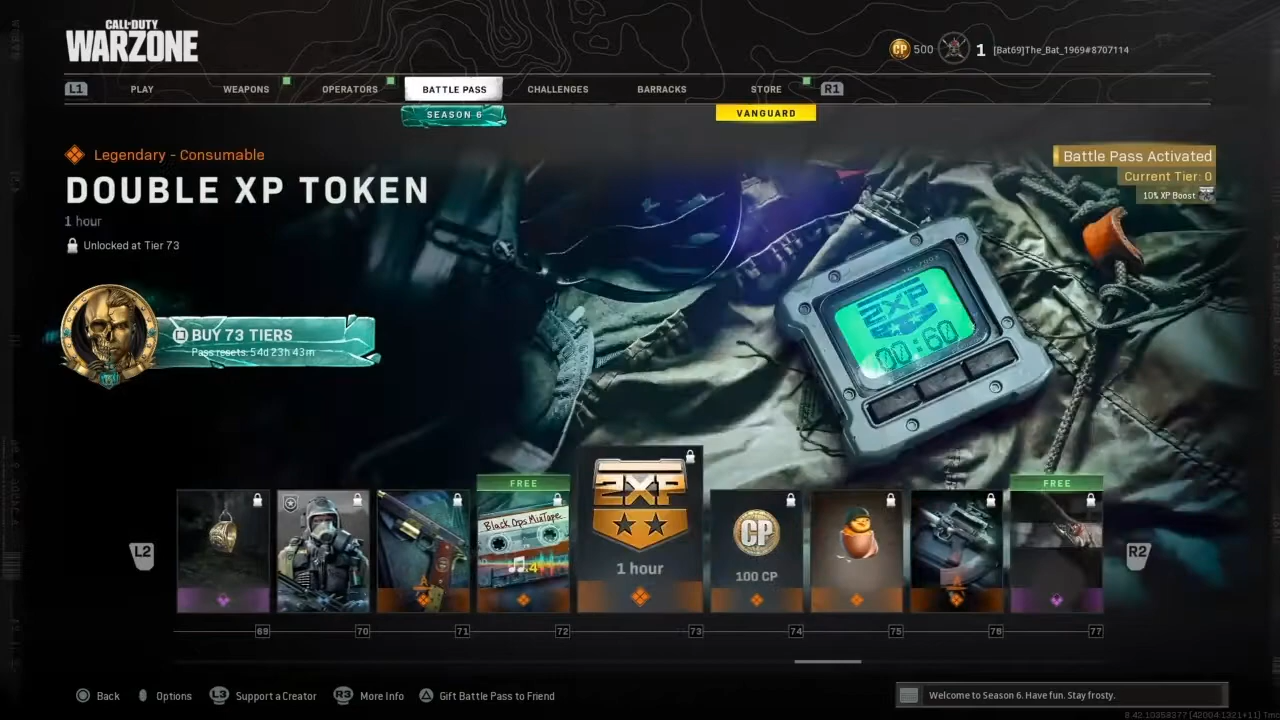 CALL OF DUTY
WARZONE
CP 500 1 [Bat69]The_Bat_1969#8707114
L1 PLAY WEAPONS OPERATORS BATTLE PASS CHALLENGES BARRACKS STORE R1
SEASON 6 VANGUARD
Legendary - Consumable
DOUBLE XP TOKEN
1 hour
Unlocked at Tier 73
Battle Pass Activated
Current Tier: 0
10% XP Boost
BUY 73 TIERS
Pass resets: 54d 23h 43m
2XP
00:60
L2
FREE
Black Ops Mixtape
.4
2XP
1 hour
CP
100 CP
FREE
R2
69 70 71 72 73 74 75 76 77
Back Options L3 Support a Creator R3 More Info Gift Battle Pass to Friend
Welcome to Season 6. Have fun. Stay frosty.